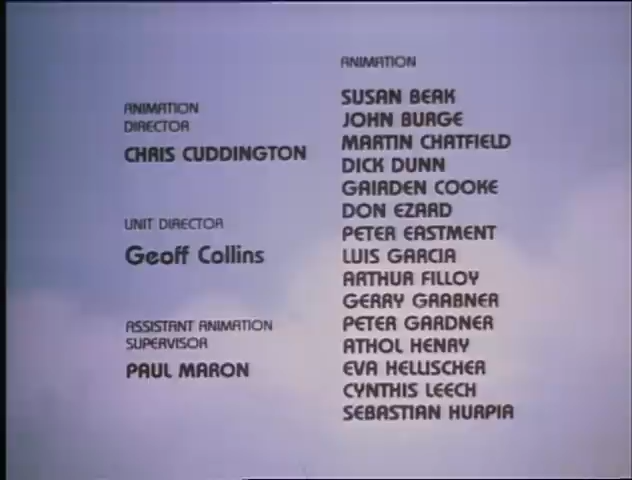 ANIMATION
DIRECTOR
CHRIS CUDDINGTON
UNIT DIRECTOR
Geoff Collins
ASSISTANT ANIMATION
SUPERVISOR
PAUL MARON
ANIMATION
SUSAN BEAK
JOHN BURGE
MARTIN CHATFIELD
DICK DUNN
GAIRDEN COOKE
DON EZARD
PETER EASTMENT
LUIS GARCIA
ARTHUR FILLOY
GERRY GRABNER
PETER GARDNER
ATHOL HENRY
EVA HELLISCHER
CYNTHIS LEECH
SEBASTIAN HURPIA